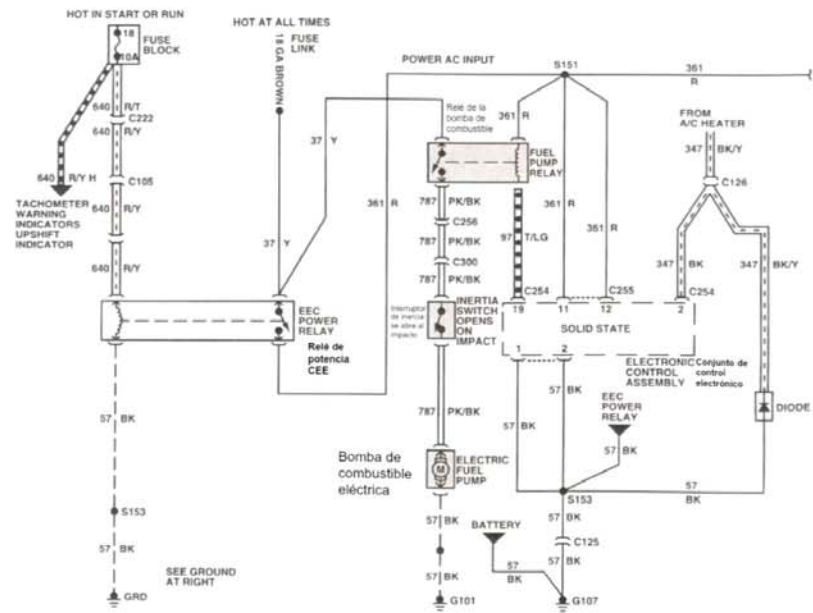 HOT IN START OR RUN
18
10A
FUSE
BLOCK
HOT AT ALL TIMES
18 GA BROWN
FUSE
LINK
POWER AC INPUT
S151
361
R
640 R/T
C222
640 R/Y
640 R/Y H
C105
640 R/Y
640 R/Y
TACHOMETER
WARNING
INDICATORS
UPSHIFT
INDICATOR
37 Y
37 Y
361 R
Relé de la
bomba de
combustible
361 R
FUEL
PUMP
RELAY
FROM
A/C HEATER
347 BK/Y
C126
787 PK/BK
C256
787 PK/BK
C300
787 PK/BK
97 T/LG
361 R
361 R
347 BK
347 BK/Y
C254
C255
C254
19
11
12
2
SOLID STATE
1
2
EEC
POWER
RELAY
Relé de
potencia
CEE
Interruptor
de inercia
se abre al
impacto
INERTIA
SWITCH
OPENS
ON
IMPACT
ELECTRONIC
CONTROL
ASSEMBLY
Conjunto de
control
electrónico
57 BK
57 BK
57 BK
EEC
POWER
RELAY
57 BK
DIODE
787 PK/BK
Bomba de
combustible
eléctrica
M
ELECTRIC
FUEL
PUMP
S153
57
BK
S153
57 BK
57 BK
BATTERY
57 BK
C125
57
BK
57 BK
57 BK
SEE GROUND
AT RIGHT
57 BK
GRD
G101
G107